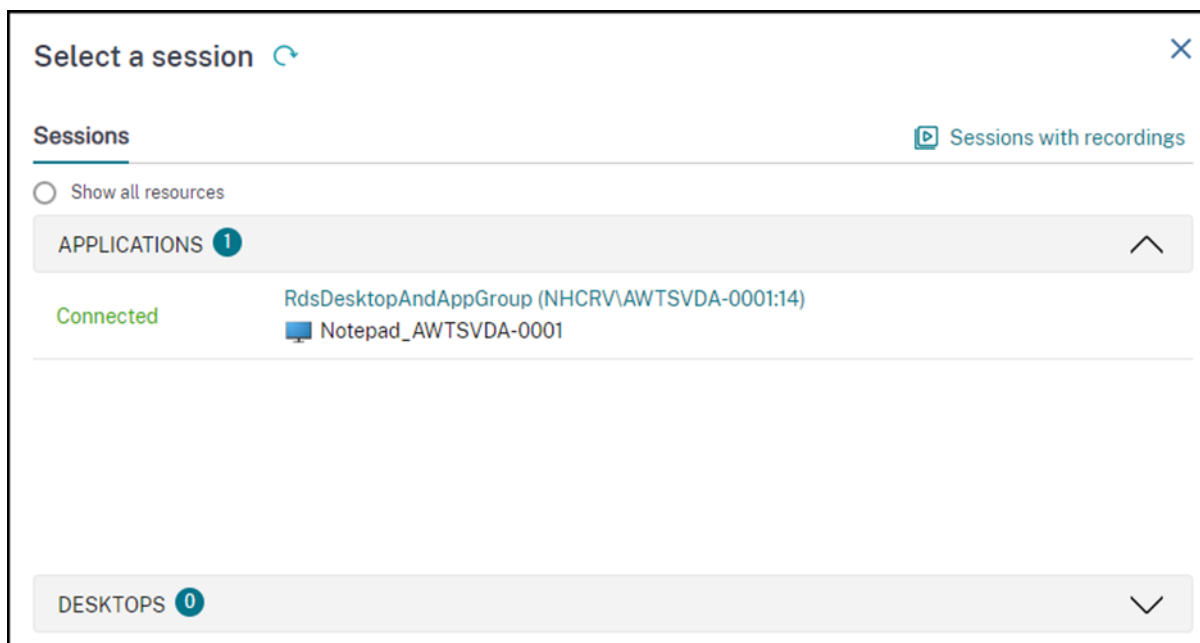 Select a session
Sessions
Sessions with recordings
Show all resources
APPLICATIONS 1
RdsDesktopAndAppGroup (NHCRV\AWTSVDA-0001:14)
Connected
Notepad_AWTSVDA-0001
DESKTOPS 0